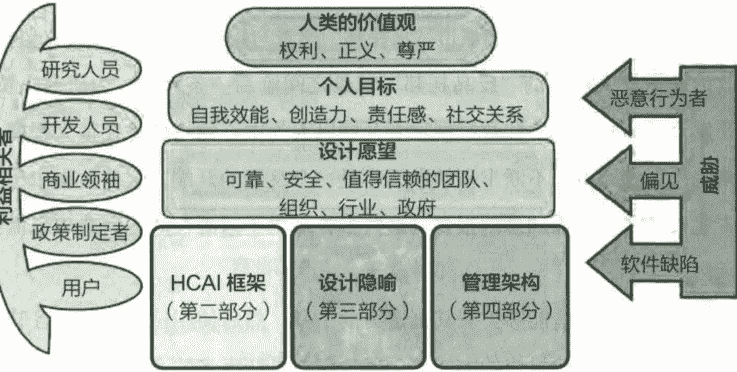 利益相关者
研究人员
开发人员
商业领袖
政策制定者
用户
人类的价值观
权利、正义、尊严
个人目标
自我效能、创造力、责任感、社交关系
设计愿望
可靠、安全、值得信赖的团队、
组织、行业、政府
HCAI 框架
（第二部分）
设计隐喻
（第三部分）
管理架构
（第四部分）
恶意行为者
偏见
软件缺陷
威胁